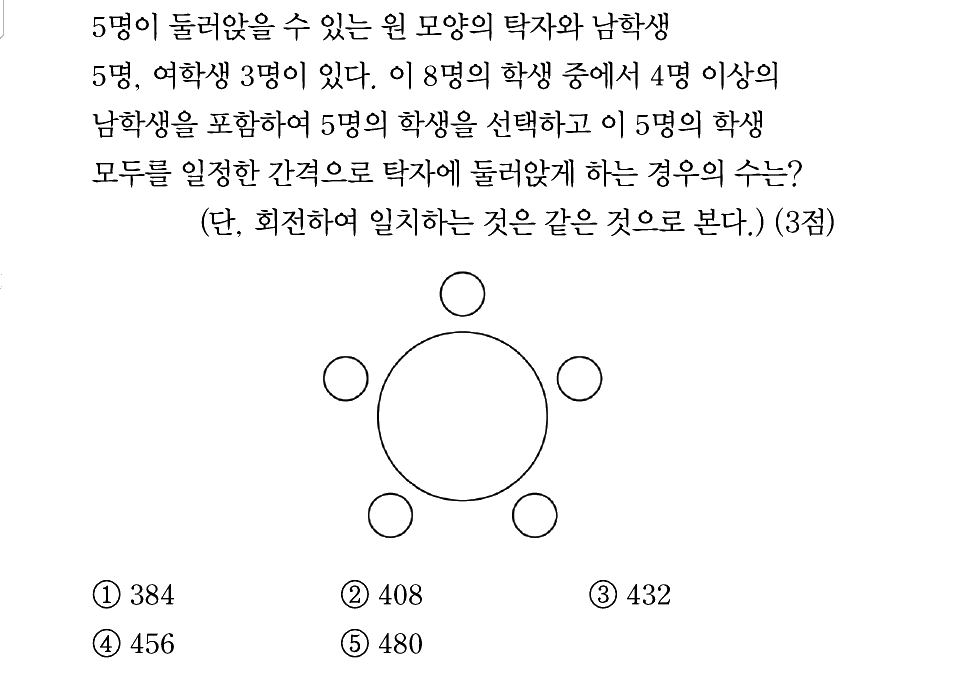 5명이 둘러앉을 수 있는 원 모양의 탁자와 남학생
5명, 여학생 3명이 있다. 이 8명의 학생 중에서 4명 이상의
남학생을 포함하여 5명의 학생을 선택하고 이 5명의 학생
모두를 일정한 간격으로 탁자에 둘러앉게 하는 경우의 수는?
(단, 회전하여 일치하는 것은 같은 것으로 본다.) (3점)
① 384 ② 408 ③ 432
④ 456 ⑤ 480